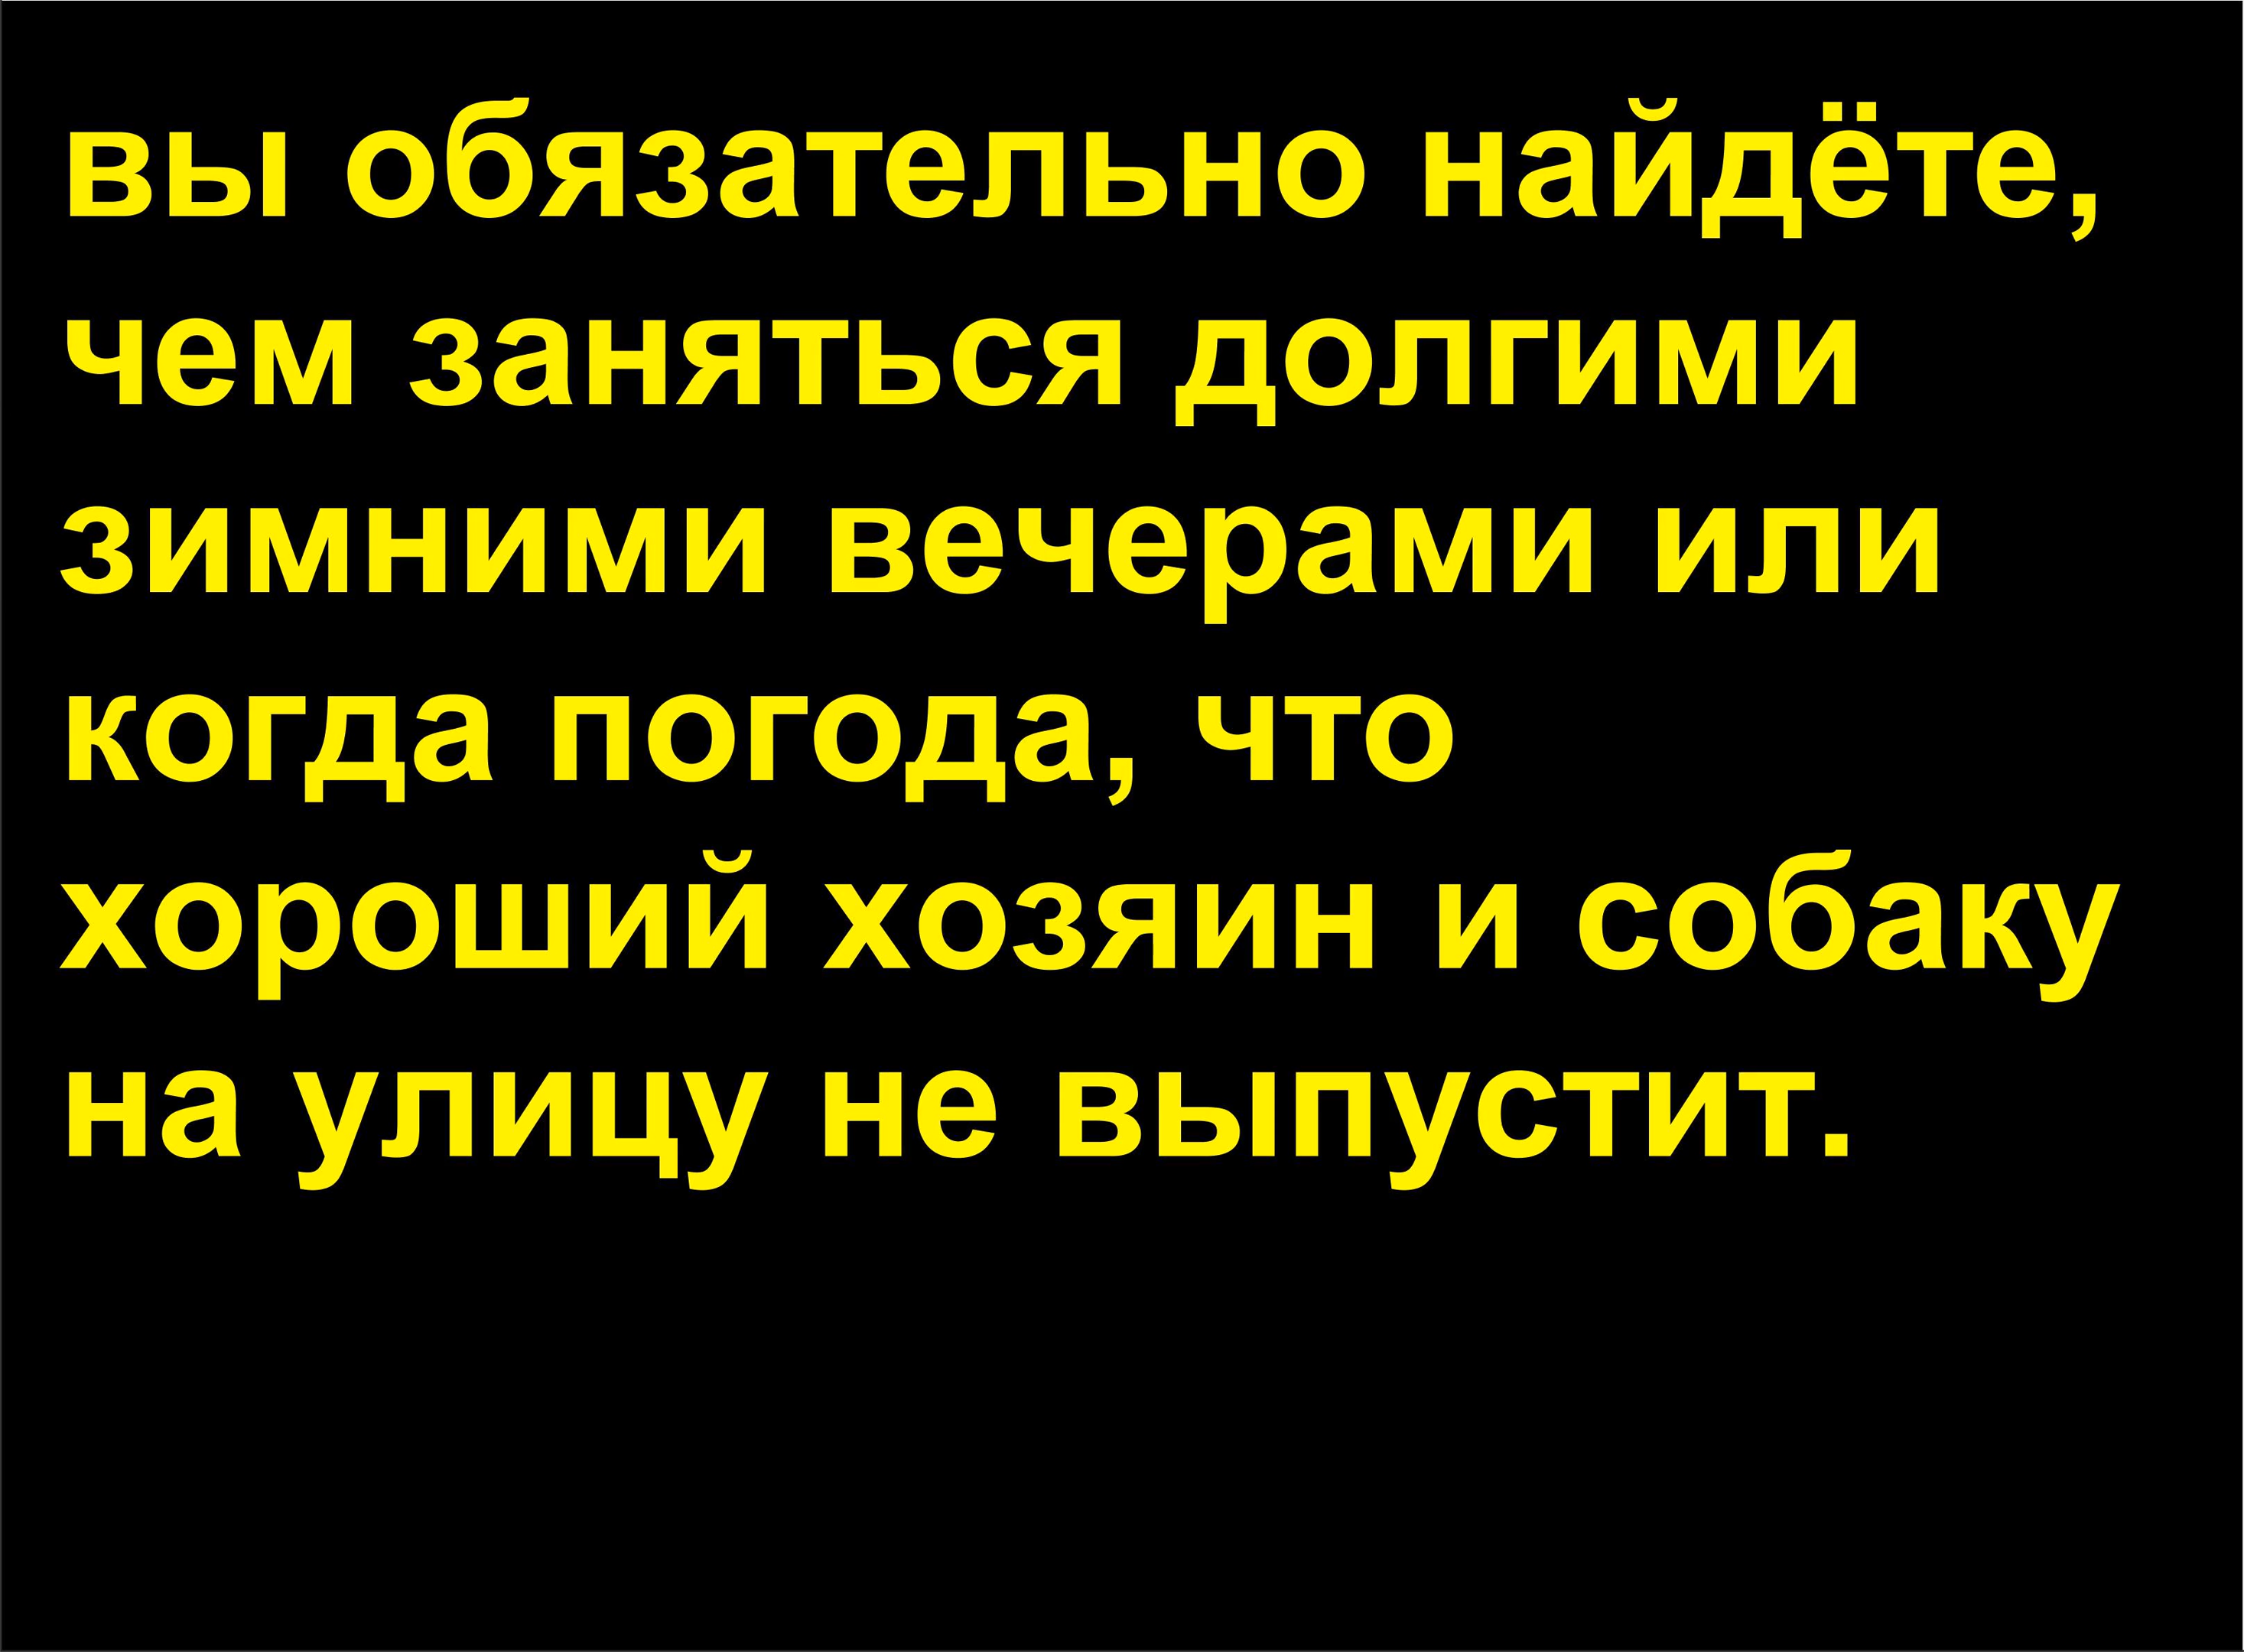 вы обязательно найдёте,
чем заняться долгими
зимними вечерами или
когда погода, что
хороший хозяин и собаку
на улицу не выпустит.